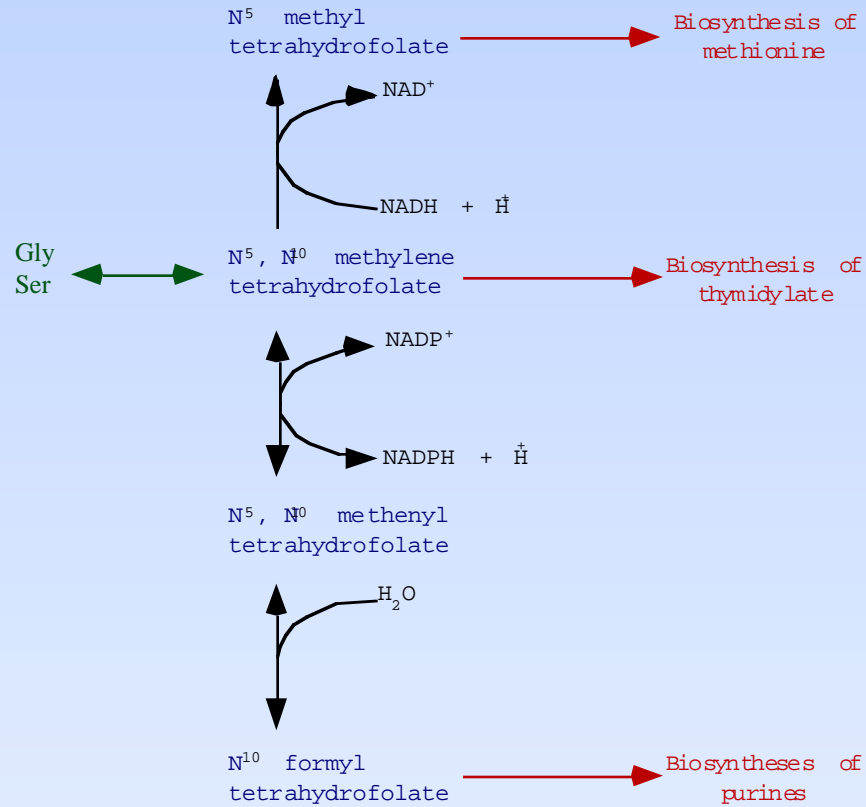 N⁵ methyl
tetrahydrofolate
Biosynthesis of
methionine
NAD⁺
NADH + H⁺
Gly
Ser
N⁵, N¹⁰ methylene
tetrahydrofolate
Biosynthesis of
thymidylate
NADP⁺
NADPH + H⁺
N⁵, N¹⁰ methenyl
tetrahydrofolate
H₂O
N¹⁰ formyl
tetrahydrofolate
Biosyntheses of
purines